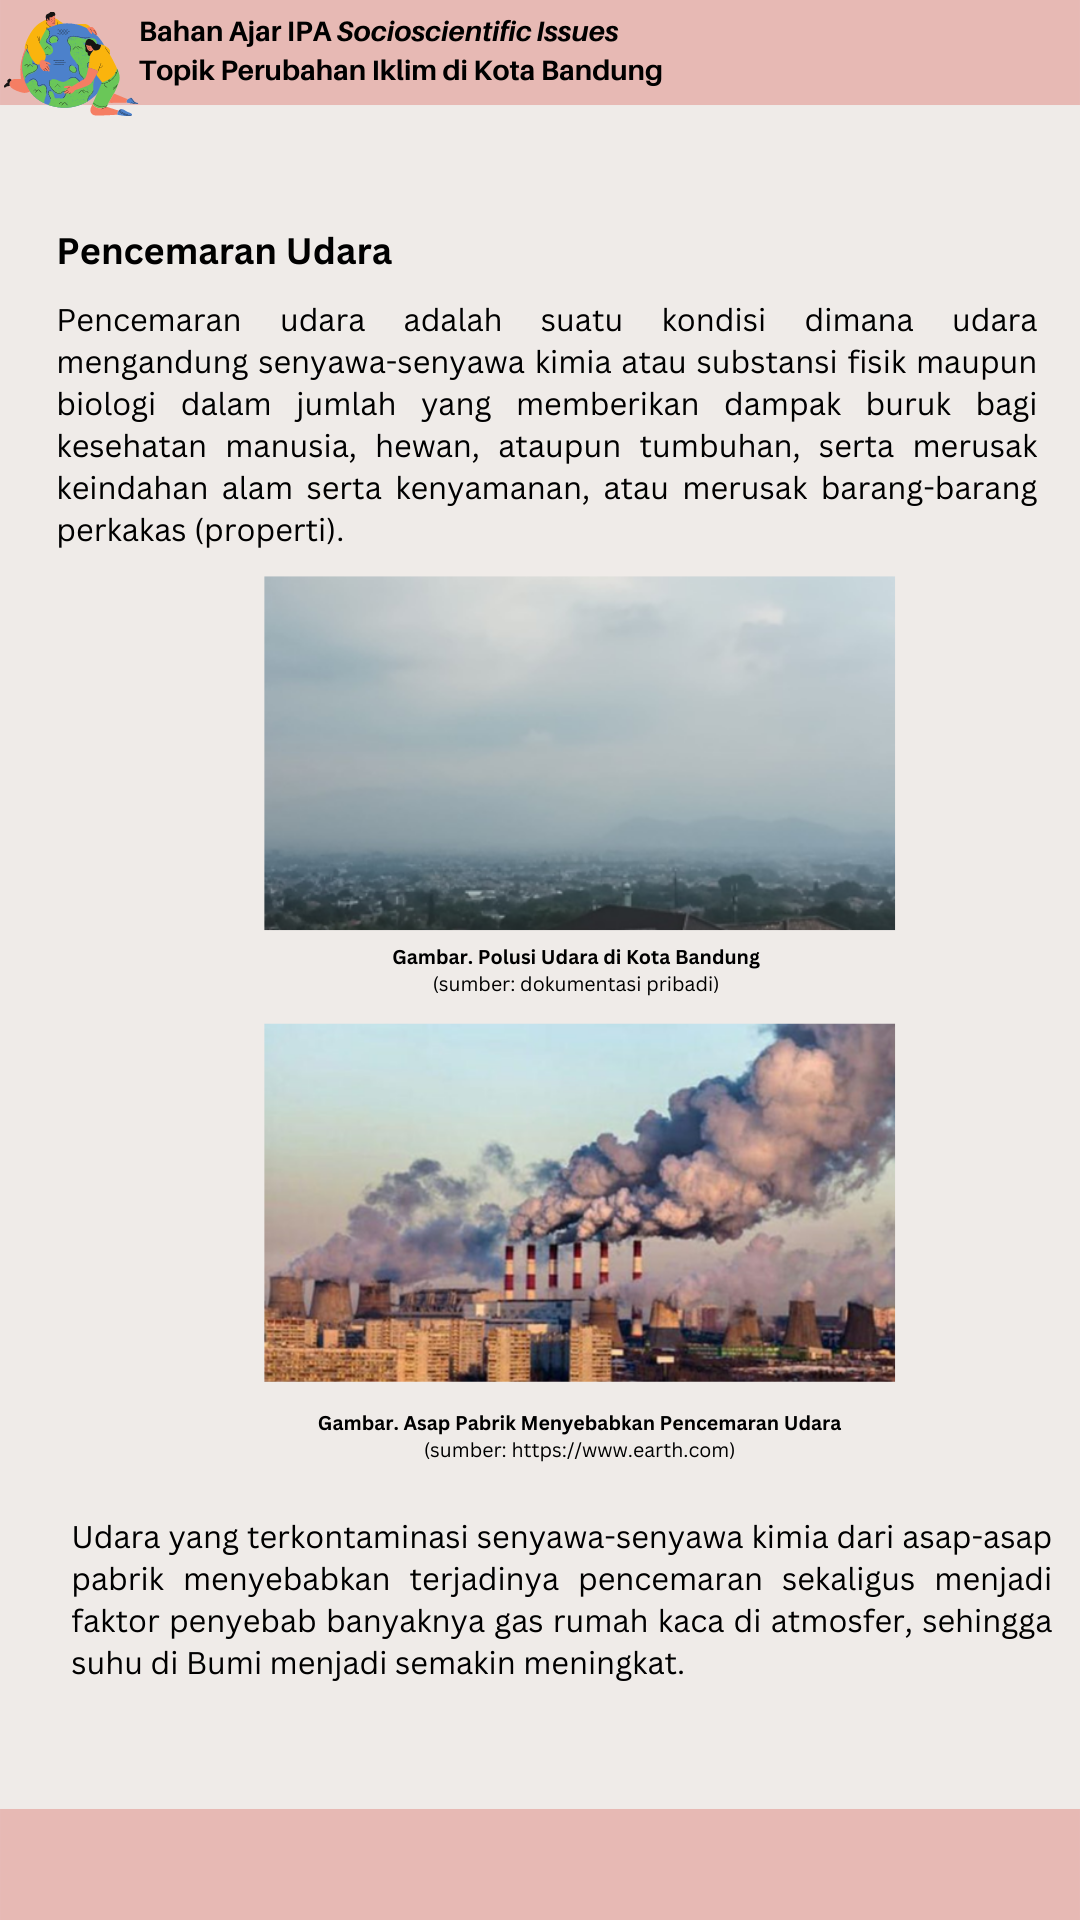 Bahan Ajar IPA Socioscientific Issues
Topik Perubahan Iklim di Kota Bandung
Pencemaran Udara
Pencemaran udara adalah suatu kondisi dimana udara
mengandung senyawa-senyawa kimia atau substansi fisik maupun
biologi dalam jumlah yang memberikan dampak buruk bagi
kesehatan manusia, hewan, ataupun tumbuhan, serta merusak
keindahan alam serta kenyamanan, atau merusak barang-barang
perkakas (properti).
Gambar. Polusi Udara di Kota Bandung
(sumber: dokumentasi pribadi)
Gambar. Asap Pabrik Menyebabkan Pencemaran Udara
(sumber: https://www.earth.com)
Udara yang terkontaminasi senyawa-senyawa kimia dari asap-asap
pabrik menyebabkan terjadinya pencemaran sekaligus menjadi
faktor penyebab banyaknya gas rumah kaca di atmosfer, sehingga
suhu di Bumi menjadi semakin meningkat.